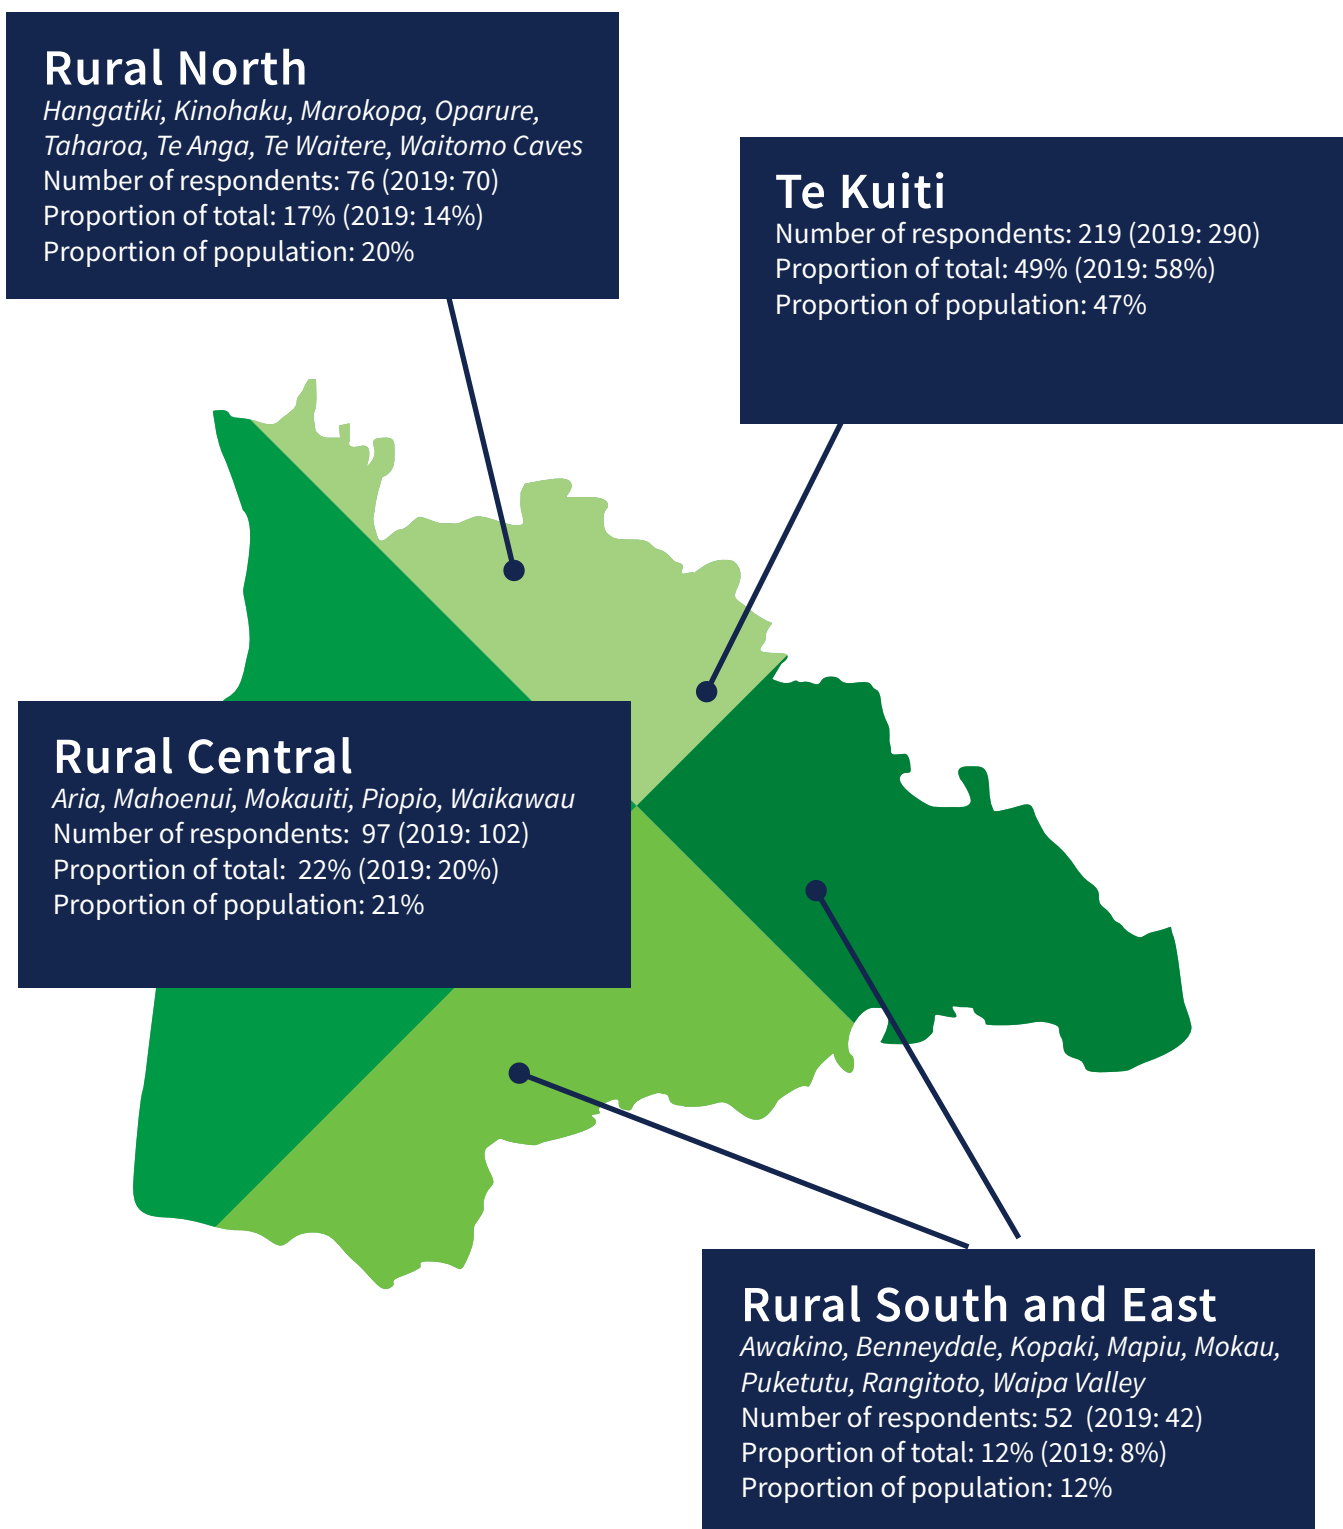 Rural North
Hangatiki, Kinohaku, Marokopa, Oparure,
Taharoa, Te Anga, Te Waitere, Waitomo Caves
Number of respondents: 76 (2019: 70)
Proportion of total: 17% (2019: 14%)
Proportion of population: 20%
Te Kuiti
Number of respondents: 219 (2019: 290)
Proportion of total: 49% (2019: 58%)
Proportion of population: 47%
Rural Central
Aria, Mahoenui, Mokauiti, Piopio, Waikawau
Number of respondents:  97 (2019: 102)
Proportion of total:  22% (2019: 20%)
Proportion of population: 21%
Rural South and East
Awakino, Benneydale, Kopaki, Mapiu, Mokau,
Puketutu, Rangitoto, Waipa Valley
Number of respondents: 52  (2019: 42)
Proportion of total: 12% (2019: 8%)
Proportion of population: 12%